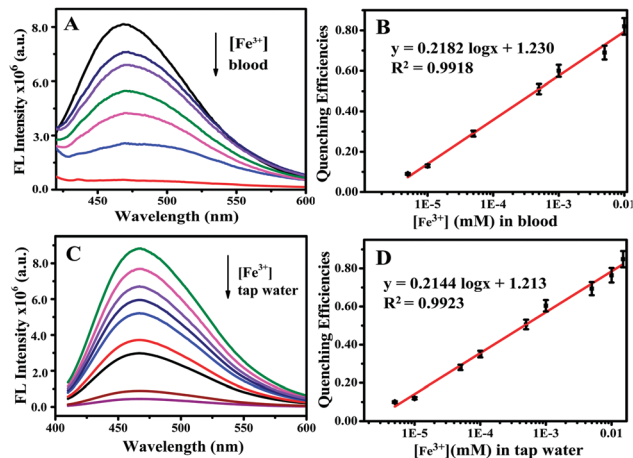 A
[Fe³⁺]
blood
FL Intensity x10⁶ (a.u.)
8.0
6.0
3.0
0.0
450
500
550
600
Wavelength (nm)
B
y = 0.2182 logx + 1.230
R² = 0.9918
Quenching Efficiencies
0.80
0.60
0.40
0.20
0.00
1E-5
1E-4
1E-3
0.01
[Fe³⁺] (mM) in blood
C
[Fe³⁺]
tap water
FL Intensity x10⁶ (a.u.)
8.0
6.0
4.0
2.0
0.0
400
450
500
550
600
Wavelength (nm)
D
y = 0.2144 logx + 1.213
R² = 0.9923
Quenching Efficiencies
0.80
0.60
0.40
0.20
0.00
1E-5
1E-4
1E-3
0.01
[Fe³⁺](mM) in tap water